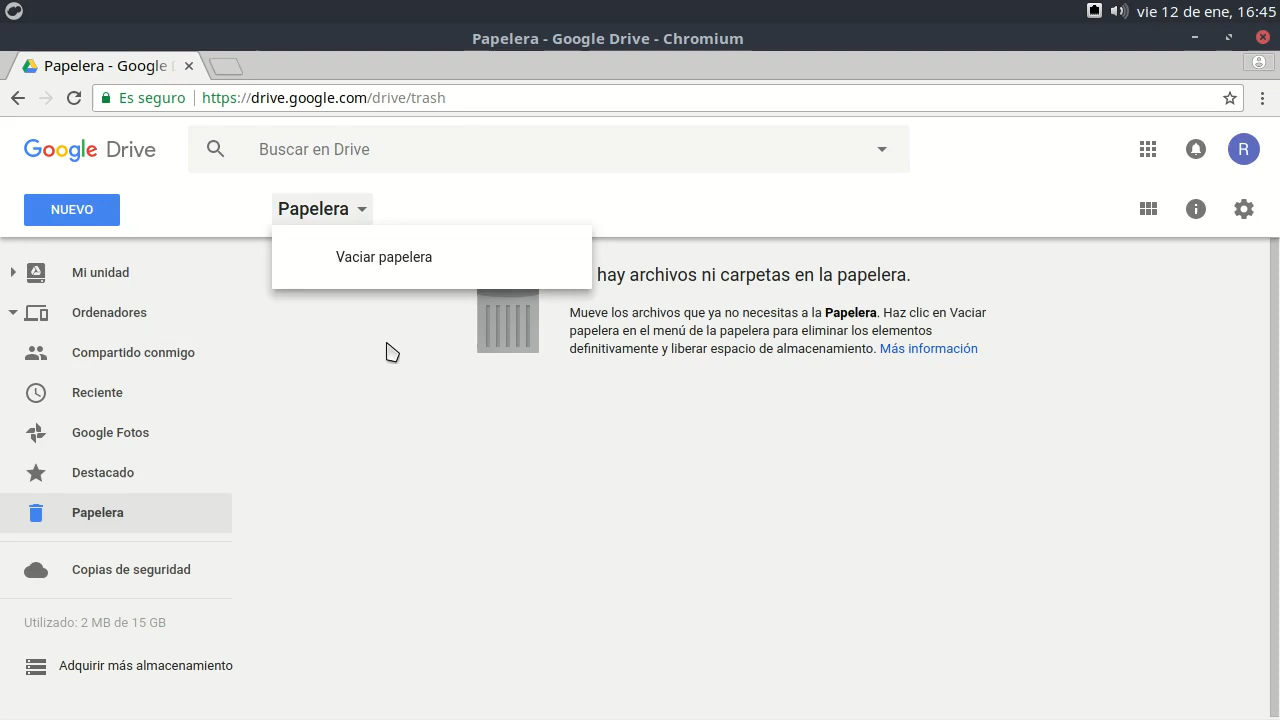 vie 12 de ene, 16:45
Papelera - Google Drive - Chromium
Papelera - Google
Es seguro
https://drive.google.com/drive/trash
Google Drive
Buscar en Drive
R
NUEVO
Papelera
Vaciar papelera
hay archivos ni carpetas en la papelera.
Mueve los archivos que ya no necesitas a la Papelera. Haz clic en Vaciar
papelera en el menú de la papelera para eliminar los elementos
definitivamente y liberar espacio de almacenamiento. Más información
Mi unidad
Ordenadores
Compartido conmigo
Reciente
Google Fotos
Destacado
Papelera
Copias de seguridad
Utilizado: 2 MB de 15 GB
Adquirir más almacenamiento